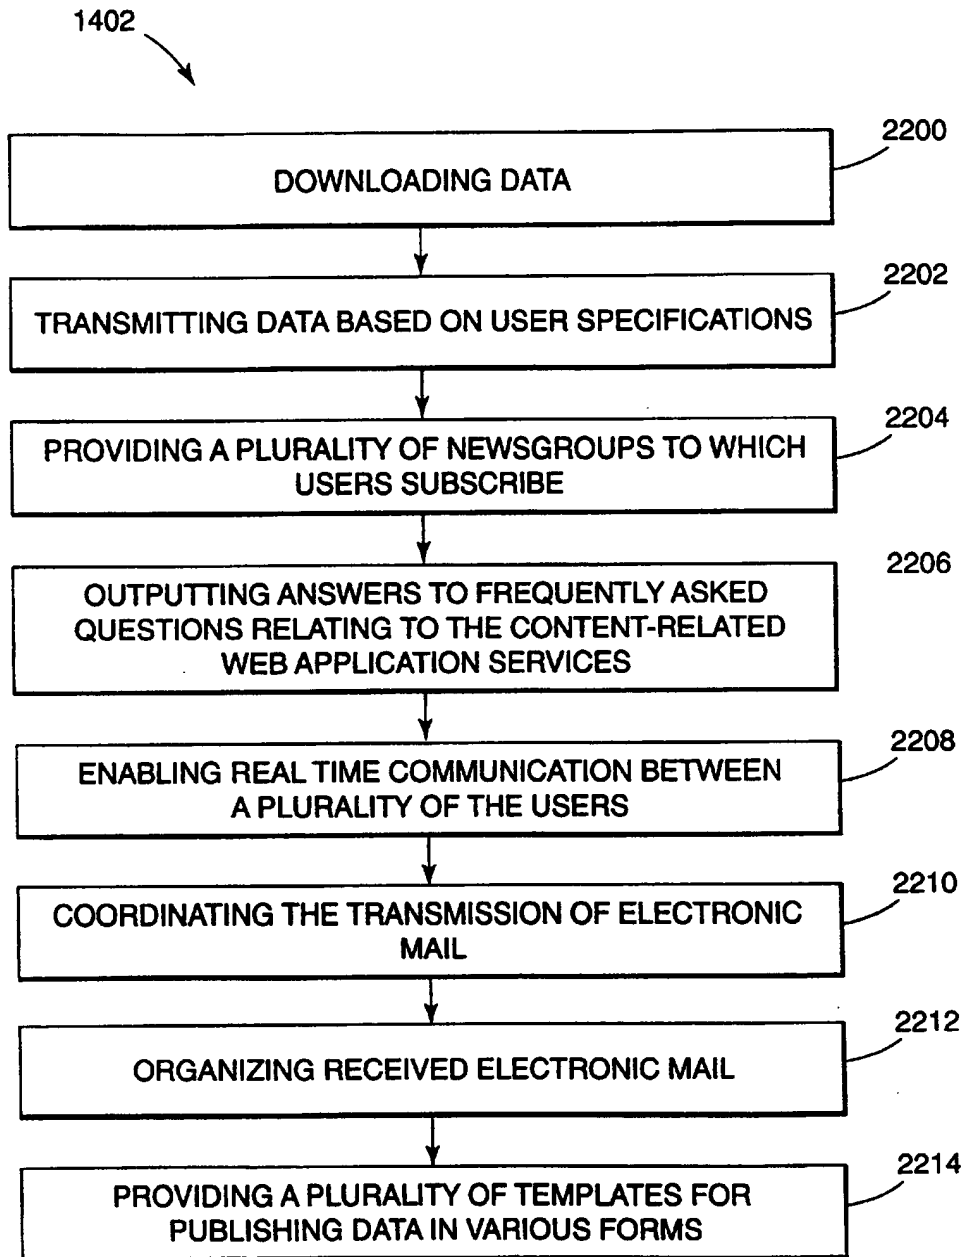 1402
2200
DOWNLOADING DATA
2202
TRANSMITTING DATA BASED ON USER SPECIFICATIONS
2204
PROVIDING A PLURALITY OF NEWSGROUPS TO WHICH
USERS SUBSCRIBE
2206
OUTPUTTING ANSWERS TO FREQUENTLY ASKED
QUESTIONS RELATING TO THE CONTENT-RELATED
WEB APPLICATION SERVICES
2208
ENABLING REAL TIME COMMUNICATION BETWEEN
A PLURALITY OF THE USERS
2210
COORDINATING THE TRANSMISSION OF ELECTRONIC
MAIL
2212
ORGANIZING RECEIVED ELECTRONIC MAIL
2214
PROVIDING A PLURALITY OF TEMPLATES FOR
PUBLISHING DATA IN VARIOUS FORMS